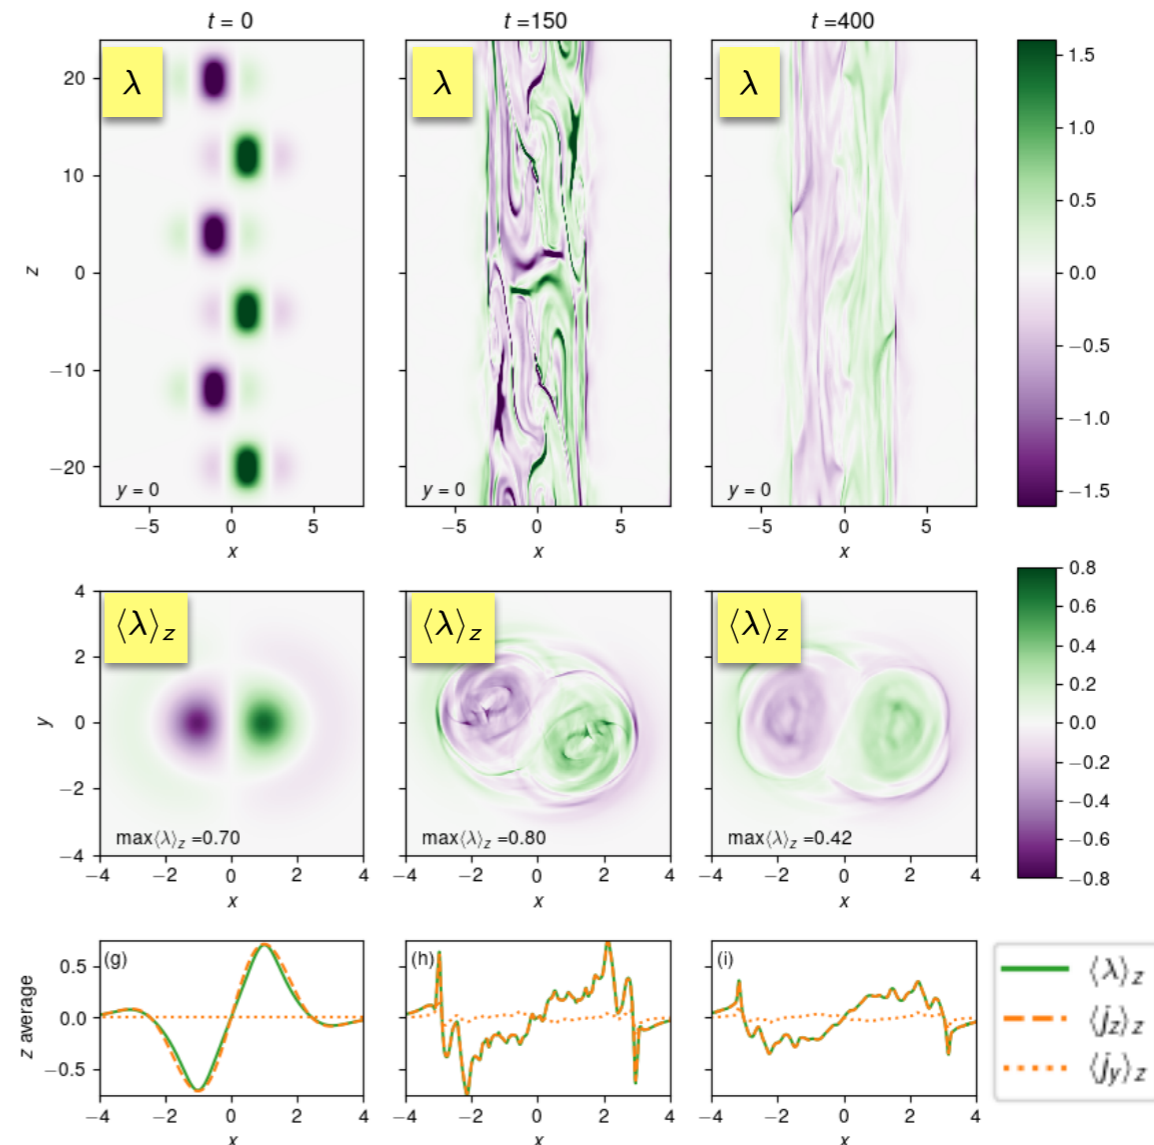 t = 0
t =150
t =400
λ
λ
λ
20
10
0
−10
−20
z
y = 0
y = 0
y = 0
−5 0 5
−5 0 5
−5 0 5
x
x
x
1.5
1.0
0.5
0.0
−0.5
−1.0
−1.5
⟨λ⟩z
⟨λ⟩z
⟨λ⟩z
4
2
0
−2
−4
y
max⟨λ⟩z =0.70
max⟨λ⟩z =0.80
max⟨λ⟩z =0.42
−4 −2 0 2 4
−4 −2 0 2 4
−4 −2 0 2 4
x
x
x
0.8
0.6
0.4
0.2
0.0
−0.2
−0.4
−0.6
−0.8
z average
0.5
0.0
−0.5
(g)
(h)
(i)
−4 −2 0 2 4
−4 −2 0 2 4
−4 −2 0 2 4
x
x
x
⟨λ⟩z
⟨jz⟩z
⟨jy⟩z